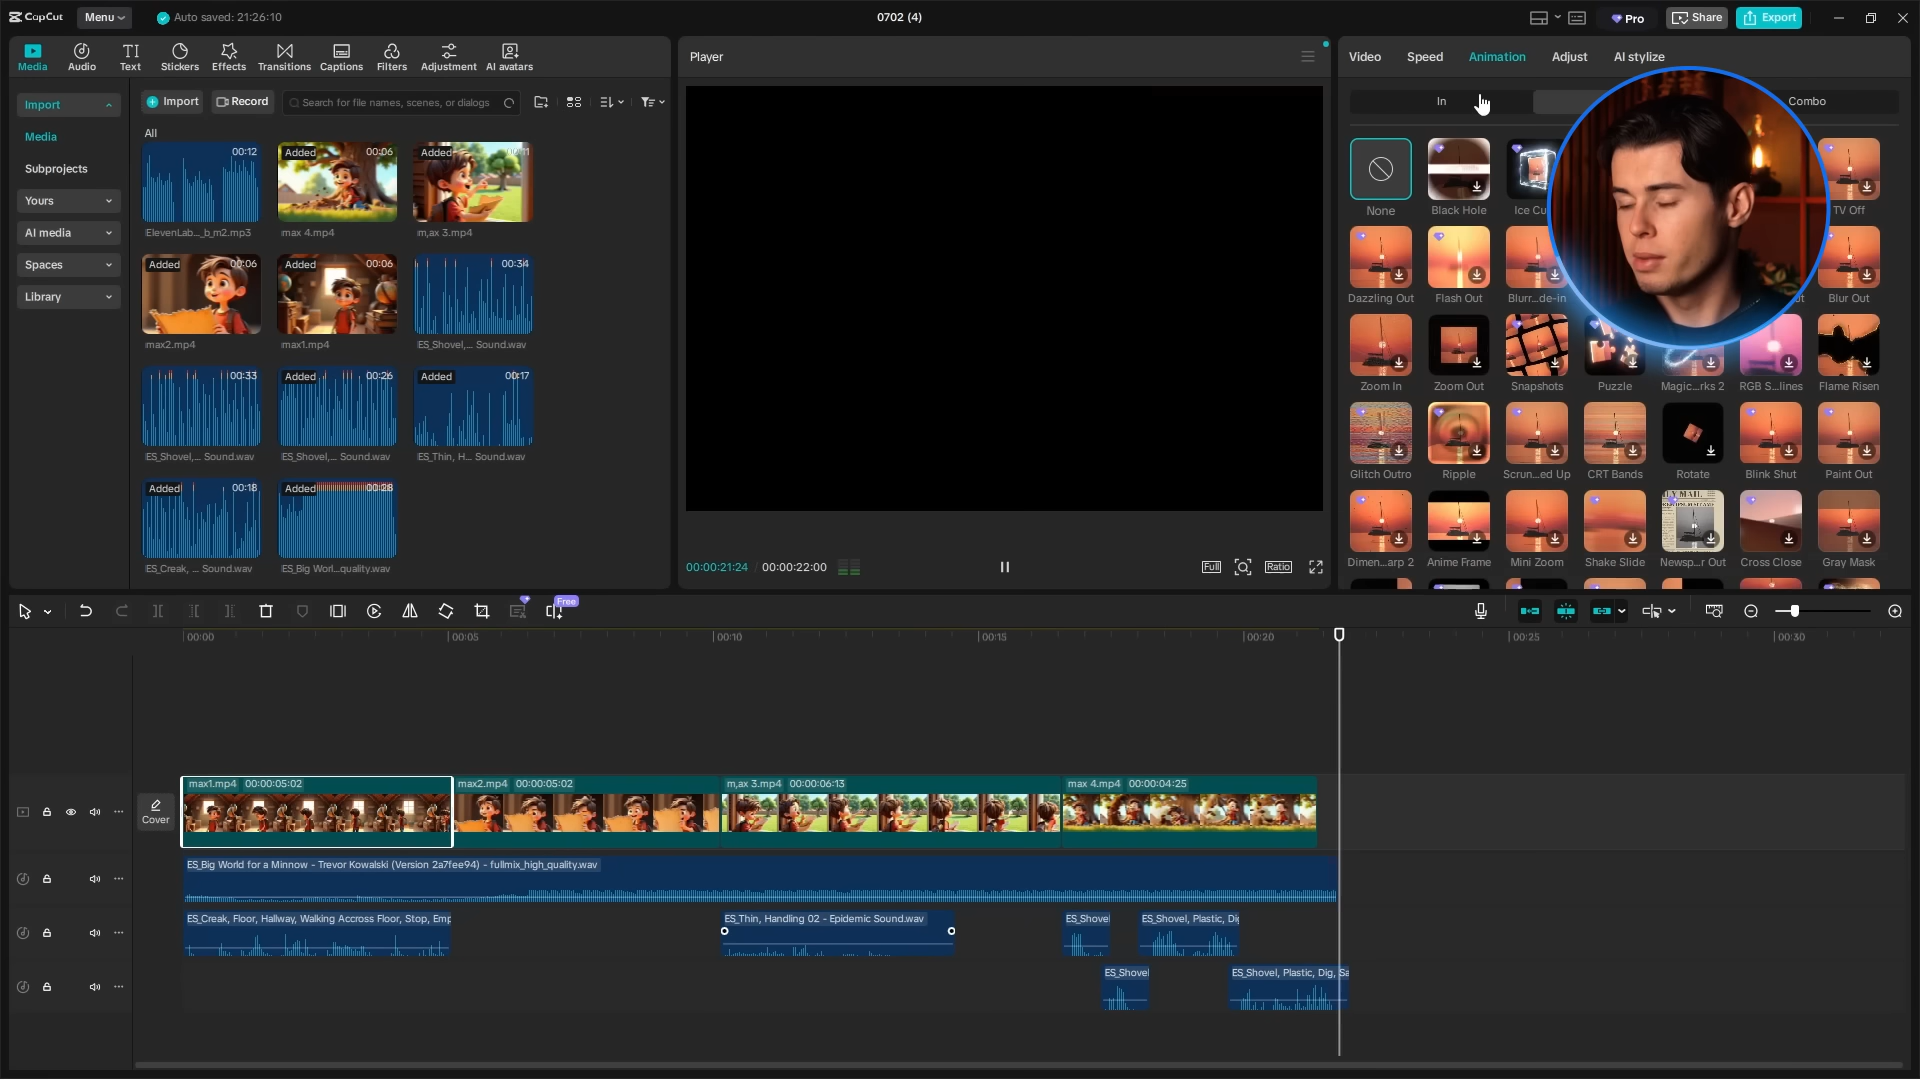 CapCut
Menu
Auto saved: 21:26:10
0702 (4)
Pro
Share
Export
Media
Audio
Text
Stickers
Effects
Transitions
Captions
Filters
Adjustment
AI avatars
Player
Video
Speed
Animation
Adjust
AI stylize
Import
Media
Subprojects
Yours
AI media
Spaces
Library
Import
Record
Search for file names, scenes, or dialogs
All
00:12
ElevenLab..._b_m2.mp3
Added 00:06
max 4.mp4
Added
m,ax 3.mp4
Added 00:06
max2.mp4
Added 00:06
max1.mp4
00:34
ES_Shovel,... Sound.wav
00:33
ES_Shovel,... Sound.wav
Added 00:26
ES_Shovel,... Sound.wav
Added 00:17
ES_Thin, H... Sound.wav
Added 00:18
ES_Creak, ... Sound.wav
Added 00:28
ES_Big Worl...quality.wav
00:00:21:24 / 00:00:22:00
Full
Ratio
In
Combo
None
Black Hole
Ice Cu
TV Off
Dazzling Out
Flash Out
Blurr...de-in
Blur Out
Zoom In
Zoom Out
Snapshots
Puzzle
Magic...rks 2
RGB S...lines
Flame Risen
Glitch Outro
Ripple
Scrun...ed Up
CRT Bands
Rotate
Blink Shut
Paint Out
DAILY MAIL
Dimen...arp 2
Anime Frame
Mini Zoom
Shake Slide
Newsp...r Out
Cross Close
Gray Mask
Free
00:00
00:05
00:10
00:15
00:20
00:25
00:30
Cover
max1.mp4 00:00:05:02
max2.mp4 00:00:05:02
m,ax 3.mp4 00:00:06:13
max 4.mp4 00:00:04:25
ES_Big World for a Minnow - Trevor Kowalski (Version 2a7fee94) - fullmix_high_quality.wav
ES_Creak, Floor, Hallway, Walking Accross Floor, Stop, Emp
ES_Thin, Handling 02 - Epidemic Sound.wav
ES_Shovel
ES_Shovel, Plastic, Di
ES_Shovel
ES_Shovel, Plastic, Dig, Sa